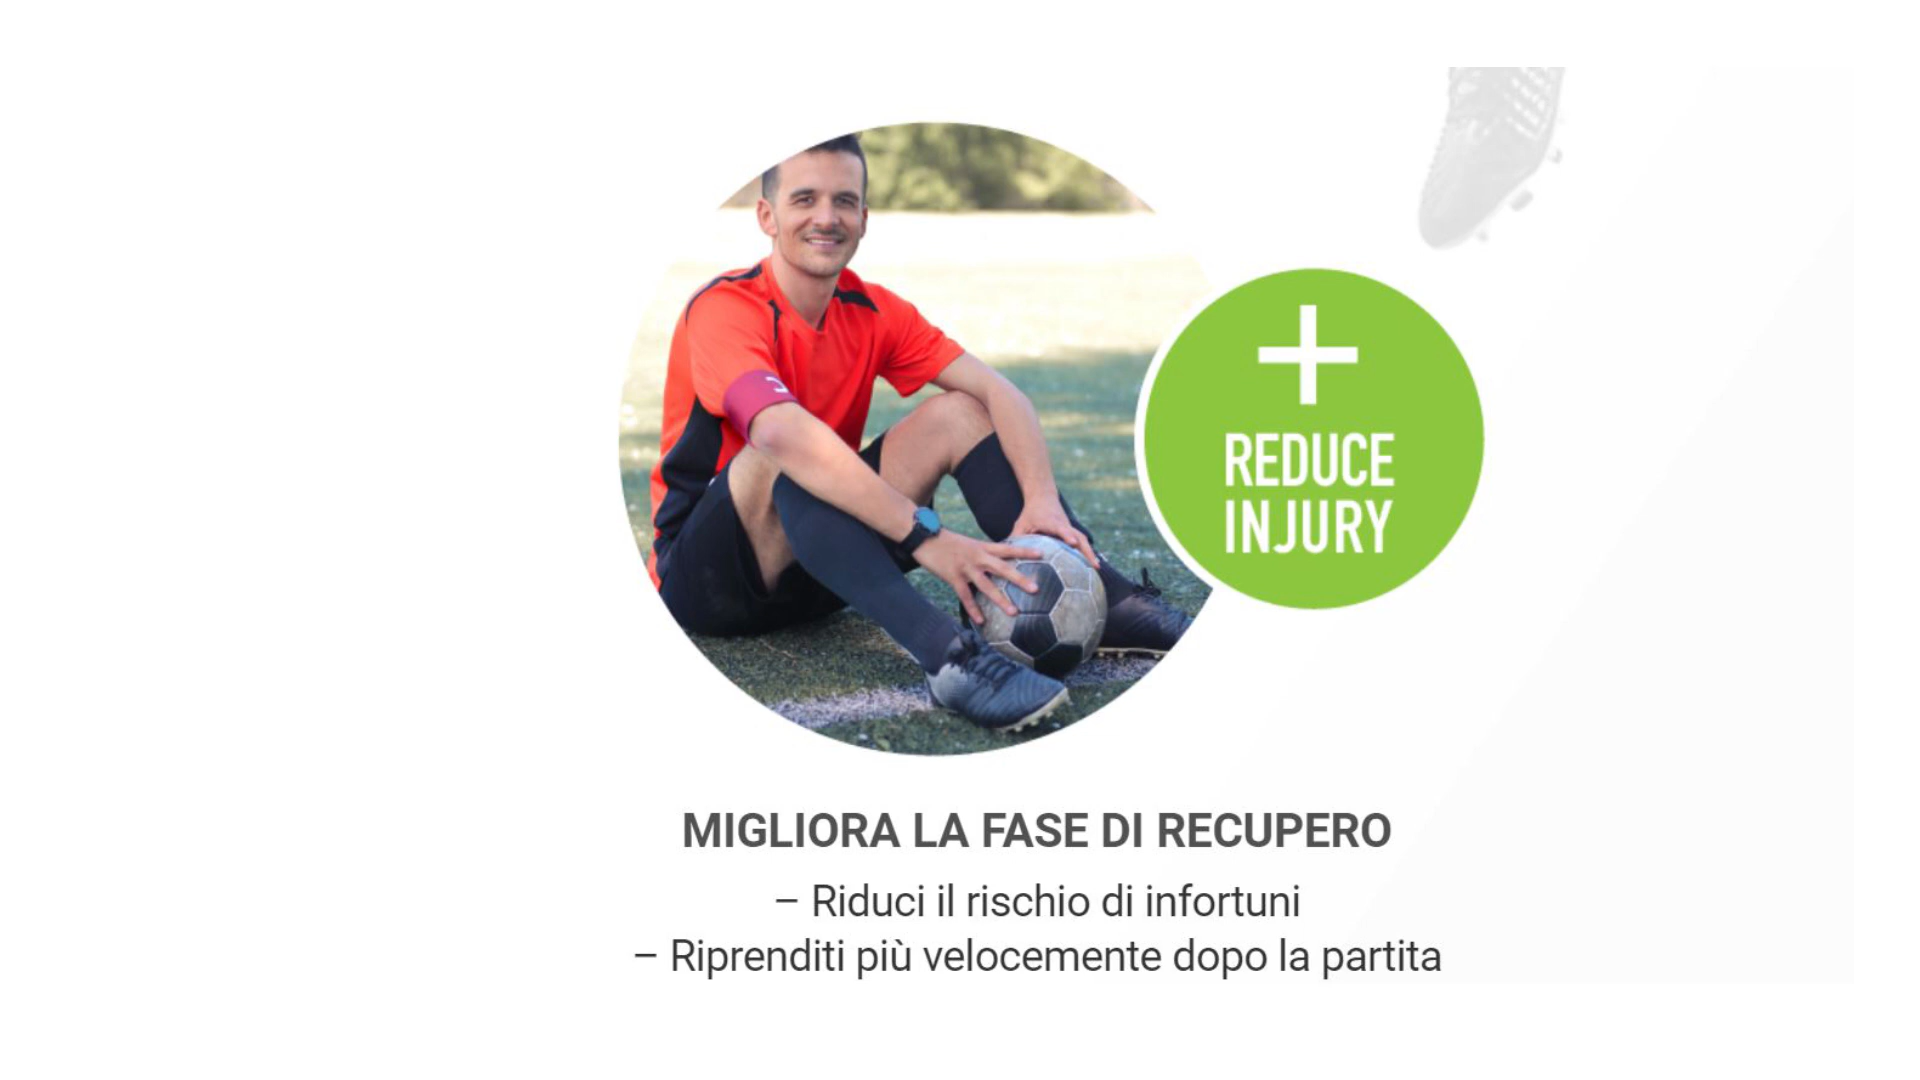 +
REDUCE
INJURY
MIGLIORA LA FASE DI RECUPERO
– Riduci il rischio di infortuni
– Riprenditi più velocemente dopo la partita